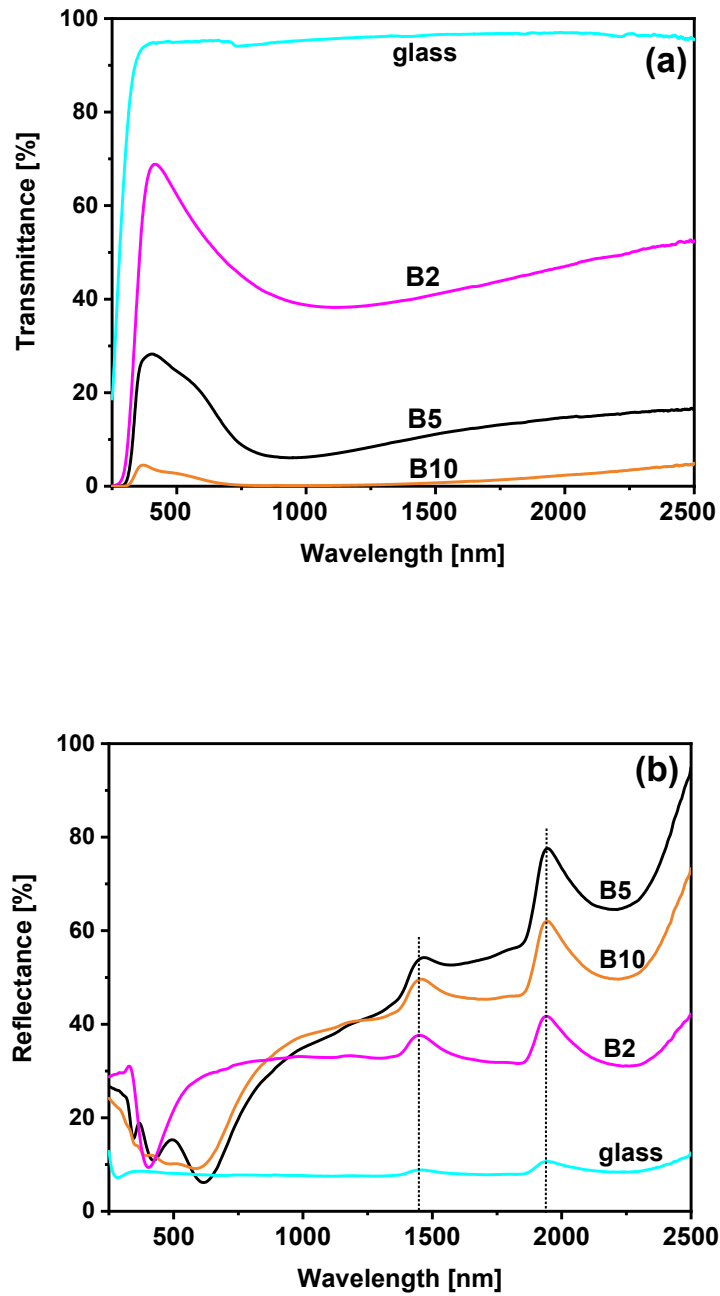 100
glass
(a)
80
60
B2
40
20
B5
B10
0
500 1000 1500 2000 2500
Transmittance [%]
Wavelength [nm]
100
(b)
80
B5
60
B10
40
B2
20
glass
0
500 1000 1500 2000 2500
Reflectance [%]
Wavelength [nm]